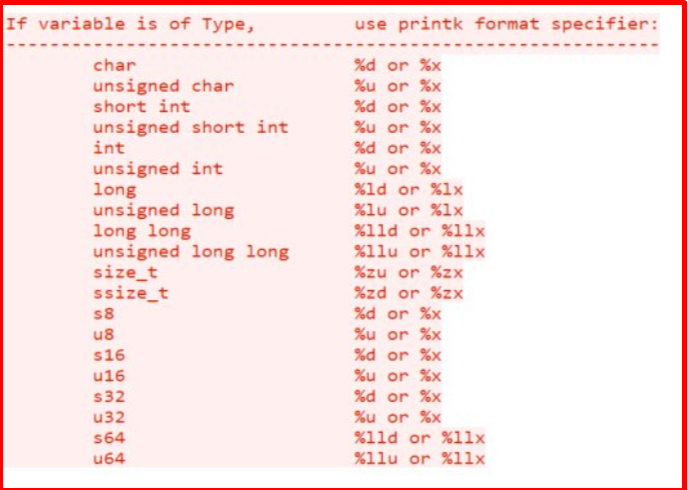 If variable is of Type,         use printk format specifier:
------------------------------------------------------------
        char                    %d or %x
        unsigned char           %u or %x
        short int               %d or %x
        unsigned short int      %u or %x
        int                     %d or %x
        unsigned int            %u or %x
        long                    %ld or %lx
        unsigned long           %lu or %lx
        long long               %lld or %llx
        unsigned long long      %llu or %llx
        size_t                  %zu or %zx
        ssize_t                 %zd or %zx
        s8                      %d or %x
        u8                      %u or %x
        s16                     %d or %x
        u16                     %u or %x
        s32                     %d or %x
        u32                     %u or %x
        s64                     %lld or %llx
        u64                     %llu or %llx